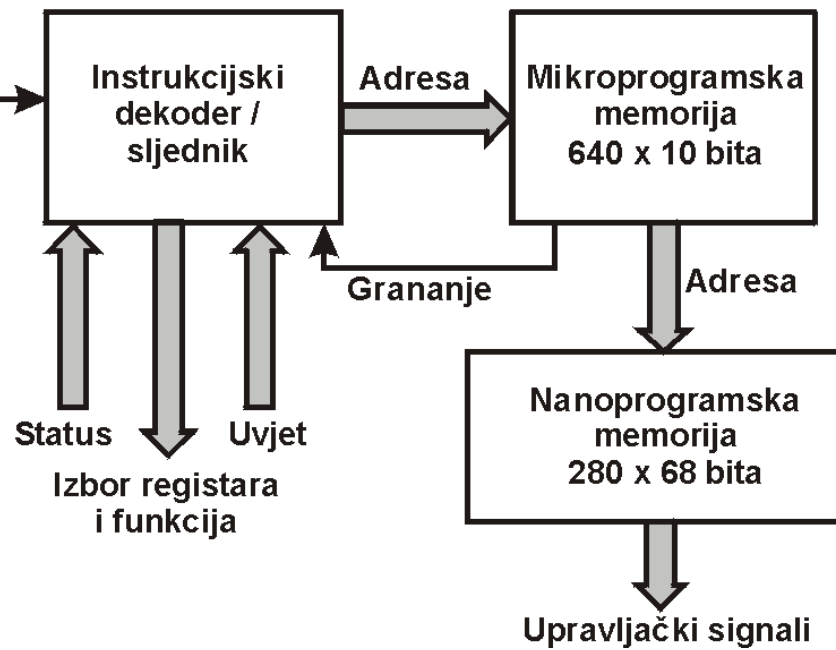 Instrukcijski
dekoder /
sljednik
Adresa
Mikroprogramska
memorija
640 x 10 bita
Grananje
Adresa
Status
Uvjet
Izbor registara
i funkcija
Nanoprogramska
memorija
280 x 68 bita
Upravljački signali